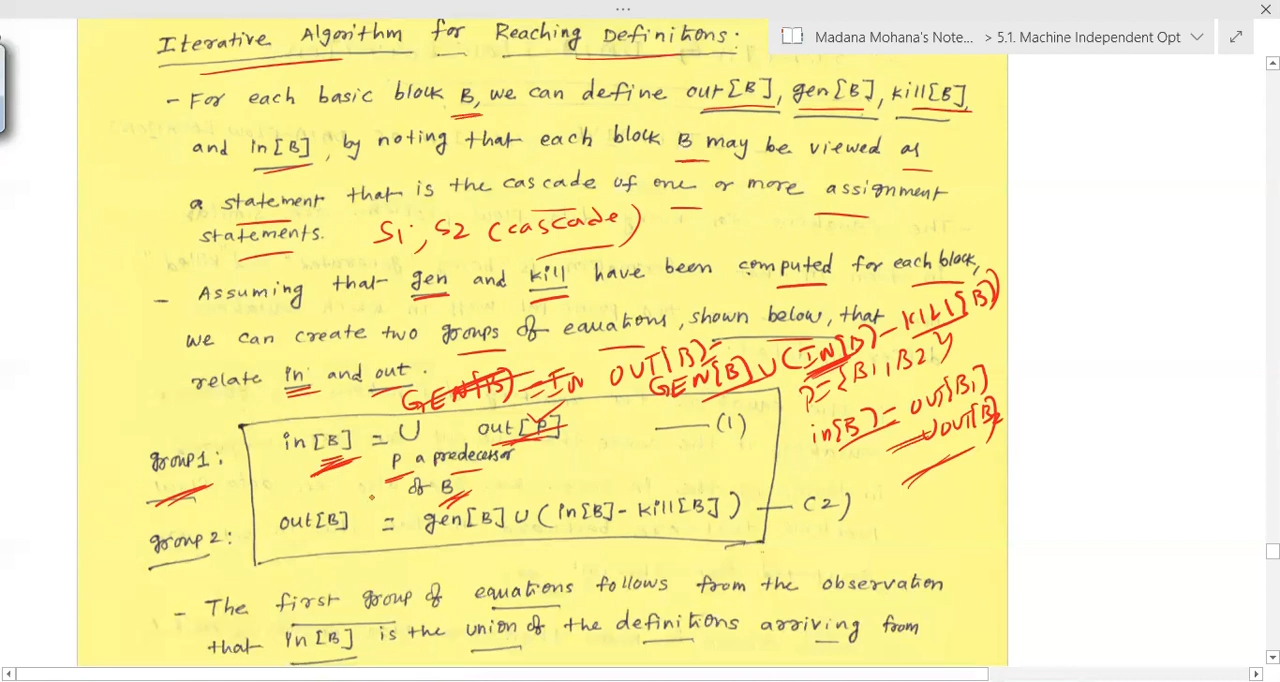 Madana Mohana's Note... > 5.1. Machine Independent Opt
Iterative Algorithm for Reaching Definitions.
- For each basic block B, we can define out[B], gen[B], kill[B],
and in[B], by noting that each block B may be viewed as
a statement that is the cascade of one or more assignment
statements.
S1; S2 (cascade)
- Assuming that gen and kill have been computed for each block,
we can create two groups of equations, shown below, that
relate in and out.
GEN[B] = IN
OUT[B]=
GEN[B] U (IN[B) - KILL[B])
P={B1,B2}
in[B] = OUT[B1]
UOUT[B2
group1:
in[B] = U out[P] —— (1)
P a predecessor
of B
out[B] = gen[B] U (in[B] - kill[B]) — (2)
group 2:
- The first group of equations follows from the observation
that in[B] is the union of the definitions arriving from